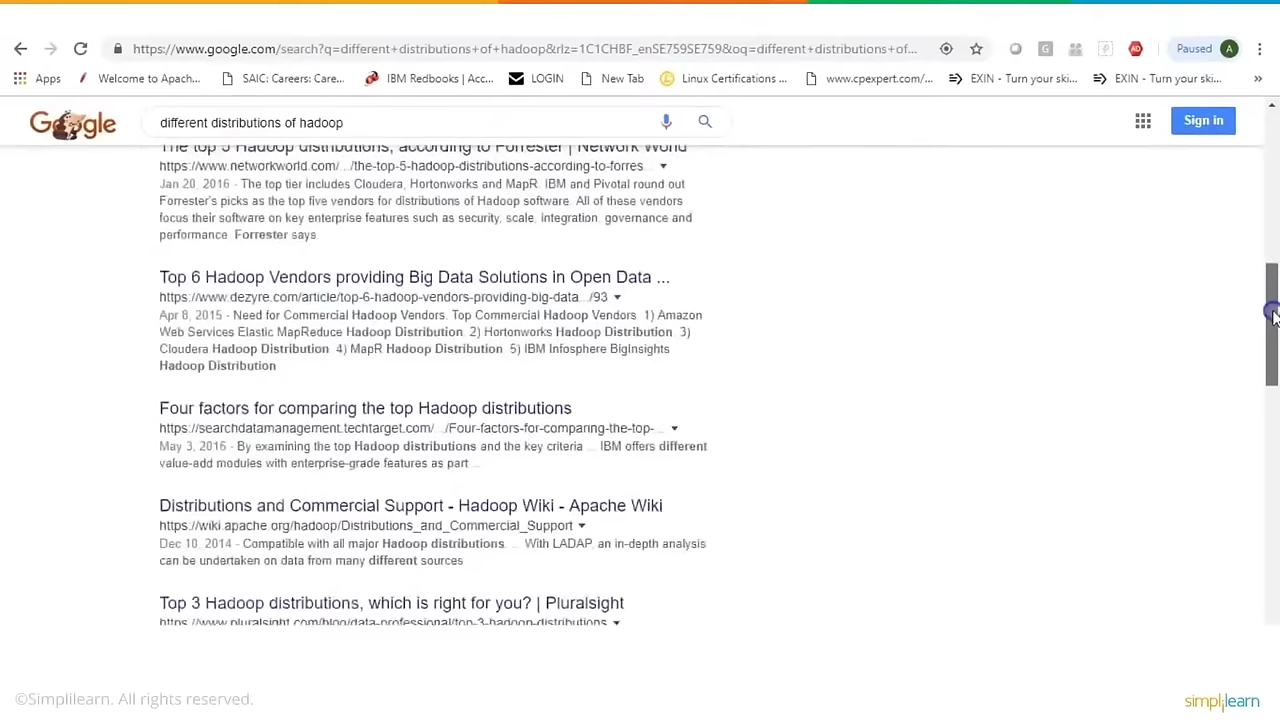 https://www.google.com/search?q=different+distributions+of+hadoop&rlz=1C1CHBF_enSE759SE759&oq=different+distributions+of...
Paused A
Apps Welcome to Apach... SAIC: Careers: Care... IBM Redbooks | Acc... LOGIN New Tab Linux Certifications ... www.cpexpert.com/... EXIN - Turn your ski... EXIN - Turn your ski... »
Google different distributions of hadoop Sign in
The top 5 Hadoop distributions, according to Forrester | Network World
https://www.networkworld.com/.../the-top-5-hadoop-distributions-according-to-forres...
Jan 20, 2016 - The top tier includes Cloudera, Hortonworks and MapR. IBM and Pivotal round out
Forrester's picks as the top five vendors for distributions of Hadoop software. All of these vendors
focus their software on key enterprise features such as security, scale, integration, governance and
performance Forrester says.
Top 6 Hadoop Vendors providing Big Data Solutions in Open Data ...
https://www.dezyre.com/article/top-6-hadoop-vendors-providing-big-data.../93
Apr 8, 2015 - Need for Commercial Hadoop Vendors. Top Commercial Hadoop Vendors. 1) Amazon
Web Services Elastic MapReduce Hadoop Distribution. 2) Hortonworks Hadoop Distribution. 3)
Cloudera Hadoop Distribution. 4) MapR Hadoop Distribution. 5) IBM Infosphere BigInsights
Hadoop Distribution
Four factors for comparing the top Hadoop distributions
https://searchdatamanagement.techtarget.com/.../Four-factors-for-comparing-the-top-...
May 3, 2016 - By examining the top Hadoop distributions and the key criteria ... IBM offers different
value-add modules with enterprise-grade features as part ...
Distributions and Commercial Support - Hadoop Wiki - Apache Wiki
https://wiki.apache.org/hadoop/Distributions_and_Commercial_Support
Dec 10, 2014 - Compatible with all major Hadoop distributions. ... With LADAP, an in-depth analysis
can be undertaken on data from many different sources
Top 3 Hadoop distributions, which is right for you? | Pluralsight
https://www.pluralsight.com/blog/data-professional/top-3-hadoop-distributions
©Simplilearn. All rights reserved.
simplilearn